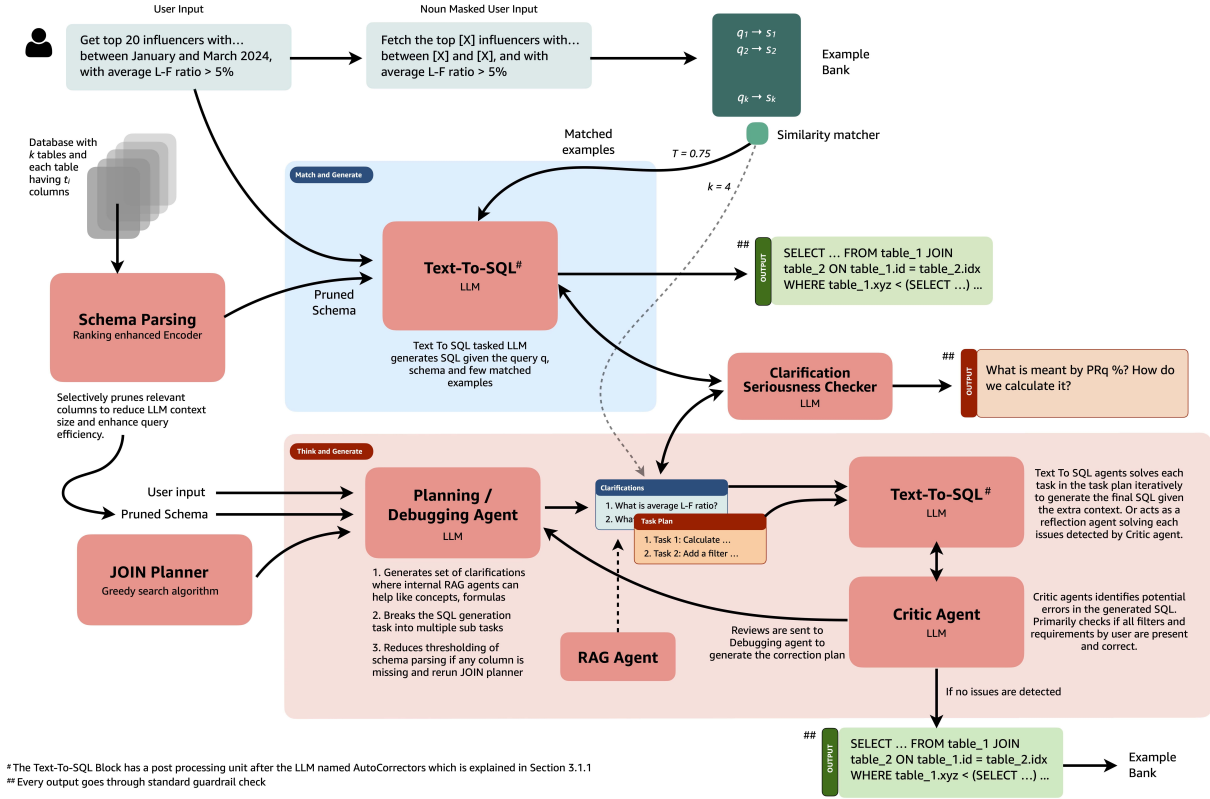 User Input
Noun Masked User Input
Get top 20 influencers with…
between January and March 2024,
with average L-F ratio > 5%
Fetch the top [X] influencers with…
between [X] and [X], and with
average L-F ratio > 5%
q₁ → s₁
q₂ → s₂
qₖ → sₖ
Example
Bank
Similarity matcher
Database with
k tables and
each table
having tᵢ
columns
Matched
examples
T = 0.75
k = 4
Match and Generate
Text-To-SQL#
LLM
Text To SQL tasked LLM
generates SQL given the query q,
schema and few matched
examples
Pruned
Schema
##
OUTPUT
SELECT … FROM table_1 JOIN
table_2 ON table_1.id = table_2.idx
WHERE table_1.xyz < (SELECT …) …
Schema Parsing
Ranking enhanced Encoder
Selectively prunes relevant
columns to reduce LLM context
size and enhance query
efficiency.
Clarification
Seriousness Checker
LLM
##
OUTPUT
What is meant by PRq %? How do
we calculate it?
Think and Generate
User input
Pruned Schema
JOIN Planner
Greedy search algorithm
Planning /
Debugging Agent
LLM
1. Generates set of clarifications
where internal RAG agents can
help like concepts, formulas
2. Breaks the SQL generation
task into multiple sub tasks
3. Reduces thresholding of
schema parsing if any column is
missing and rerun JOIN planner
Clarifications
1. What is average L-F ratio?
2. Wha
Task Plan
1. Task 1: Calculate …
2. Task 2: Add a filter …
RAG Agent
Reviews are sent to
Debugging agent to
generate the correction plan
Text-To-SQL#
LLM
Text To SQL agents solves each
task in the task plan iteratively
to generate the final SQL given
the extra context. Or acts as a
reflection agent solving each
issues detected by Critic agent.
Critic Agent
LLM
Critic agents identifies potential
errors in the generated SQL.
Primarily checks if all filters and
requirements by user are present
and correct.
If no issues are detected
##
OUTPUT
SELECT … FROM table_1 JOIN
table_2 ON table_1.id = table_2.idx
WHERE table_1.xyz < (SELECT …) …
Example
Bank
# The Text-To-SQL Block has a post processing unit after the LLM named AutoCorrectors which is explained in Section 3.1.1
## Every output goes through standard guardrail check